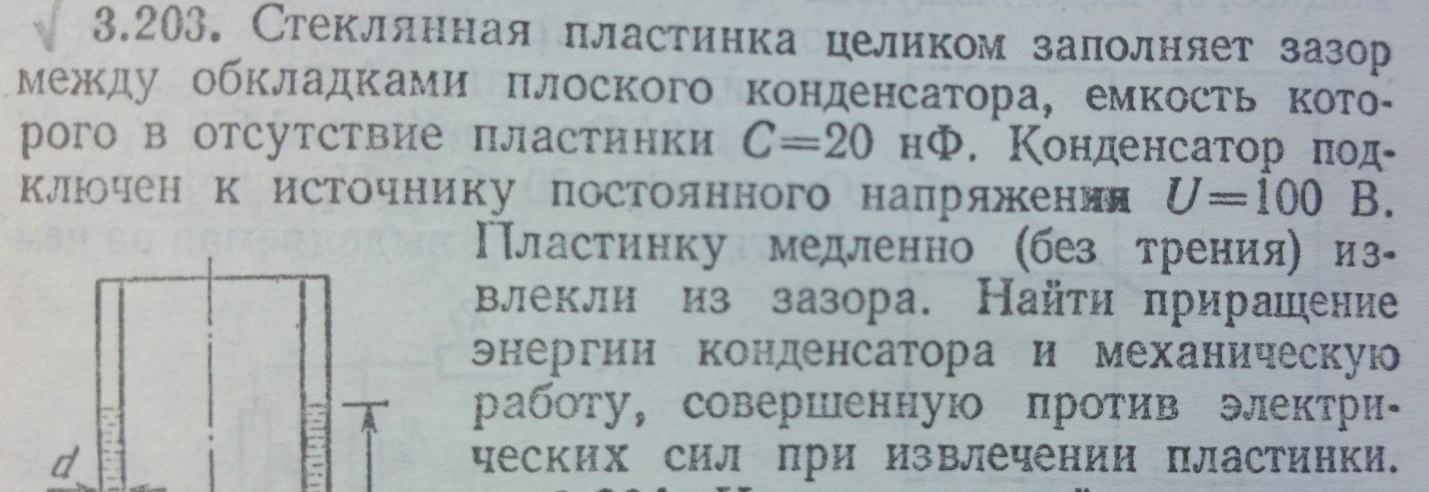 3.203. Стеклянная пластинка целиком заполняет зазор
между обкладками плоского конденсатора, емкость кото-
рого в отсутствие пластинки C=20 нФ. Конденсатор под-
ключен к источнику постоянного напряжения U=100 В.
Пластинку медленно (без трения) из-
влекли из зазора. Найти приращение
энергии конденсатора и механическую
работу, совершенную против электри-
ческих сил при извлечении пластинки.
d